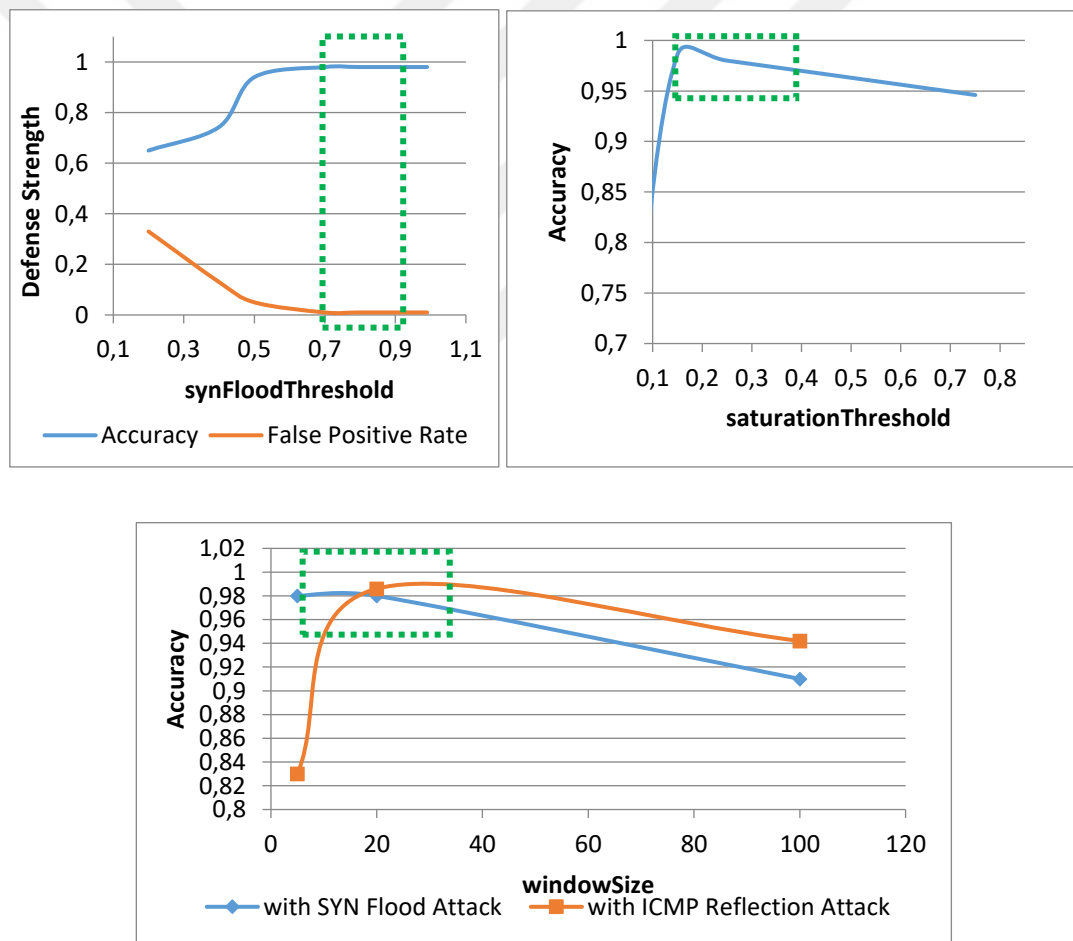 Defense Strength
1
0,8
0,6
0,4
0,2
0
0,1 0,3 0,5 0,7 0,9 1,1
synFloodThreshold
Accuracy False Positive Rate
Accuracy
1
0,95
0,9
0,85
0,8
0,75
0,7
0,1 0,2 0,3 0,4 0,5 0,6 0,7 0,8
saturationThreshold
Accuracy
1,02
1
0,98
0,96
0,94
0,92
0,9
0,88
0,86
0,84
0,82
0,8
0 20 40 60 80 100 120
windowSize
with SYN Flood Attack with ICMP Reflection Attack